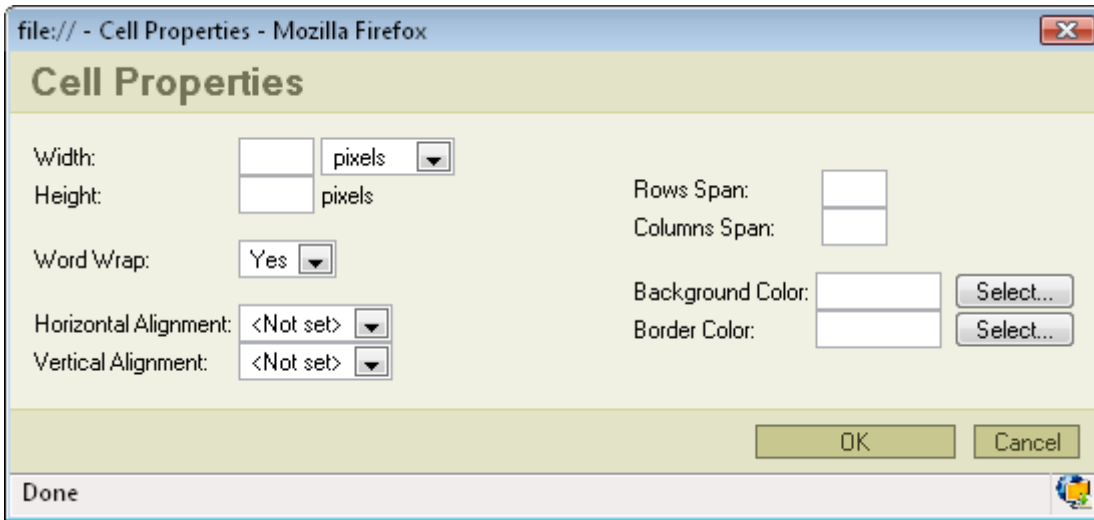 file:// - Cell Properties - Mozilla Firefox
Cell Properties
Width: pixels
Height: pixels
Word Wrap: Yes
Horizontal Alignment: <Not set>
Vertical Alignment: <Not set>
Rows Span:
Columns Span:
Background Color: Select...
Border Color: Select...
OK Cancel
Done